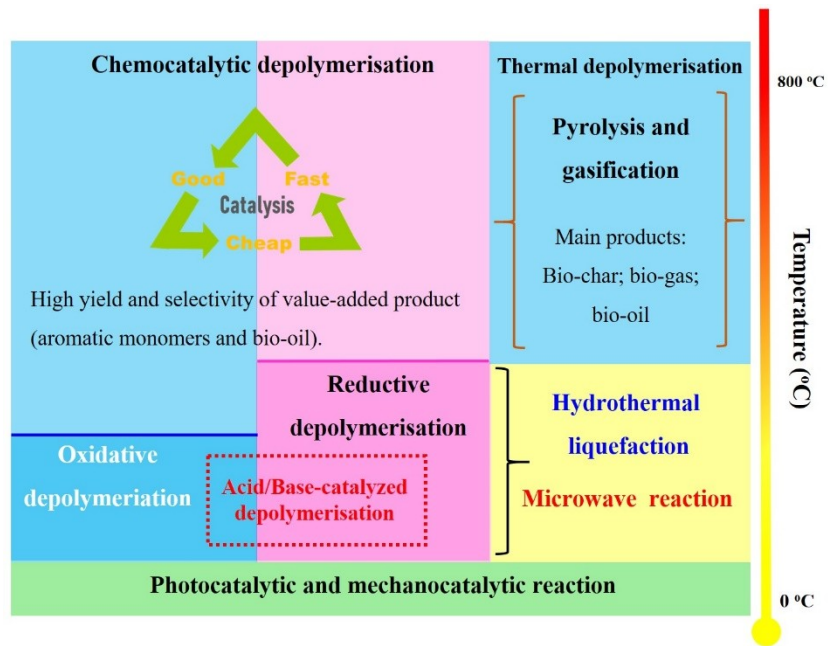 Chemocatalytic depolymerisation
Good
Fast
Catalysis
Cheap
High yield and selectivity of value-added product
(aromatic monomers and bio-oil).
Thermal depolymerisation
Pyrolysis and
gasification
Main products:
Bio-char; bio-gas;
bio-oil
Reductive
depolymerisation
Oxidative
depolymeriation
Acid/Base-catalyzed
depolymerisation
Hydrothermal
liquefaction
Microwave reaction
Photocatalytic and mechanocatalytic reaction
800 ºC
Temperature (ºC)
0 ºC